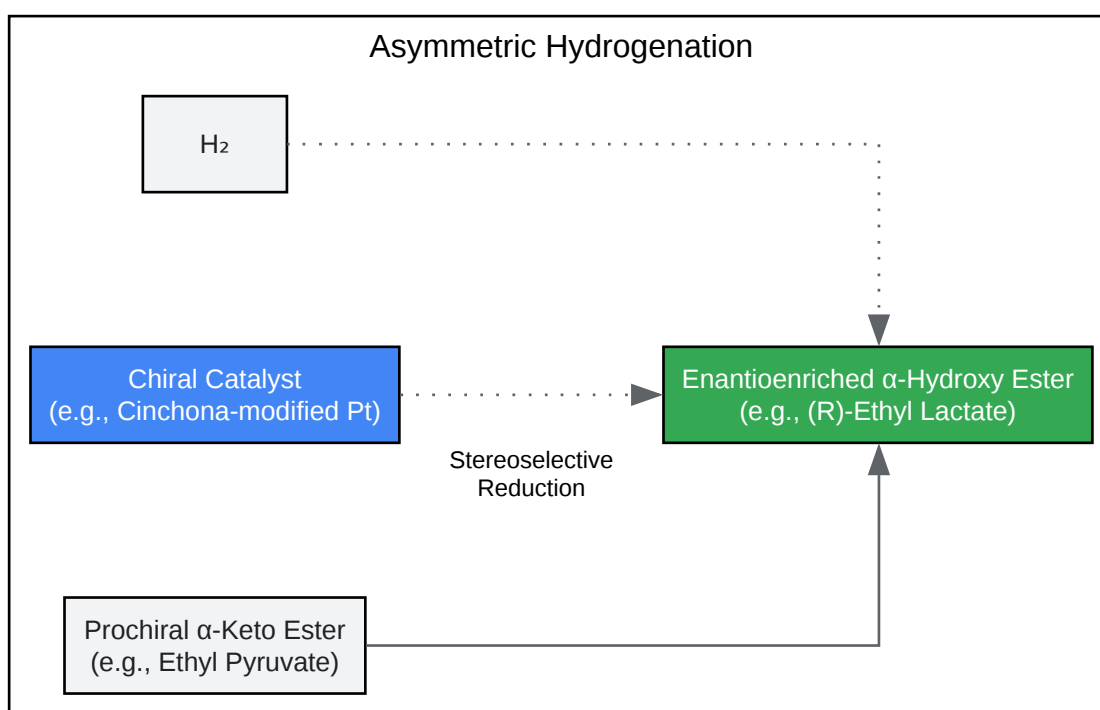 Asymmetric Hydrogenation
H₂
Chiral Catalyst
(e.g., Cinchona-modified Pt)
Enantioenriched α-Hydroxy Ester
(e.g., (R)-Ethyl Lactate)
Stereoselective
Reduction
Prochiral α-Keto Ester
(e.g., Ethyl Pyruvate)